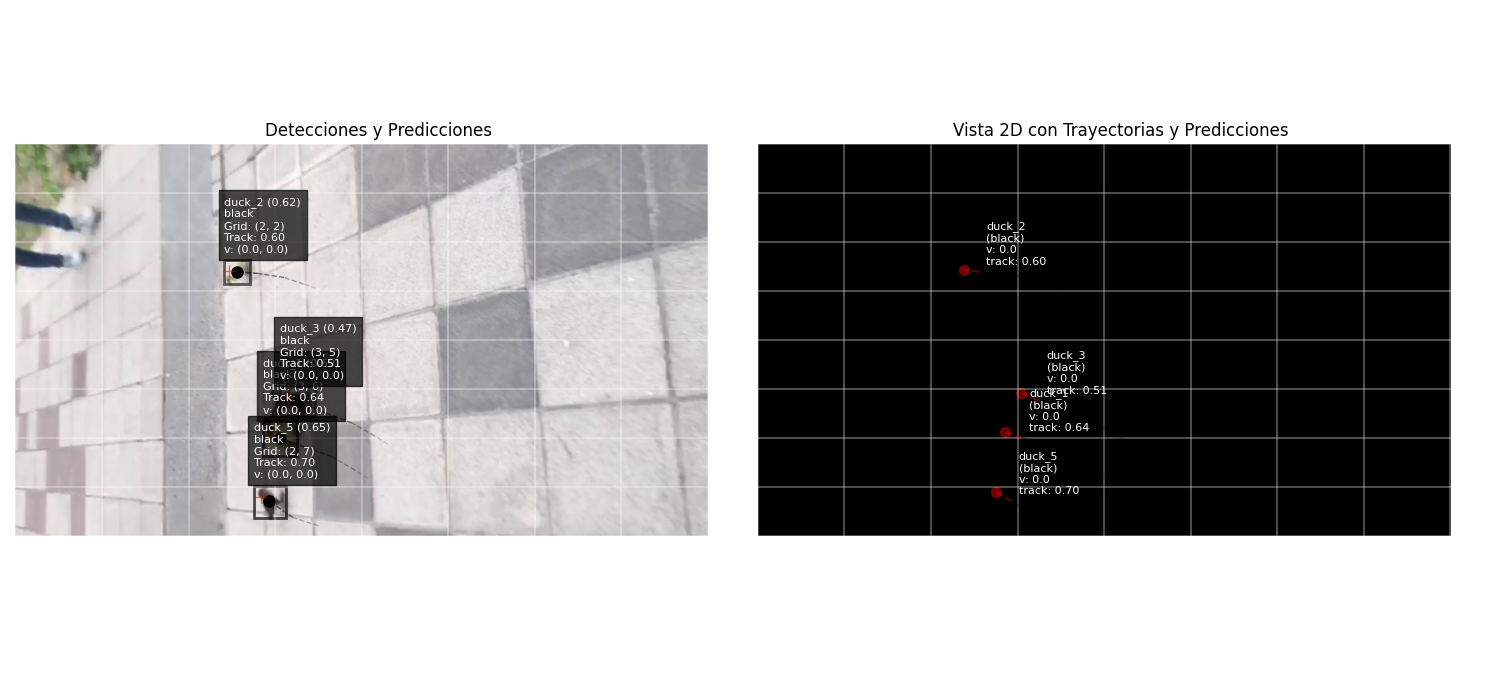 Detecciones y Predicciones
duck_2 (0.62)
black
Grid: (2, 2)
Track: 0.60
v: (0.0, 0.0)
duck_3 (0.47)
black
Grid: (3, 5)
Track: 0.51
v: (0.0, 0.0)
Grid: (3, 6)
Track: 0.64
v: (0.0, 0.0)
duck_5 (0.65)
black
Grid: (2, 7)
Track: 0.70
v: (0.0, 0.0)
Vista 2D con Trayectorias y Predicciones
duck_2
(black)
v: 0.0
track: 0.60
duck_3
(black)
v: 0.0
track: 0.51
duck_1
(black)
v: 0.0
track: 0.64
duck_5
(black)
v: 0.0
track: 0.70